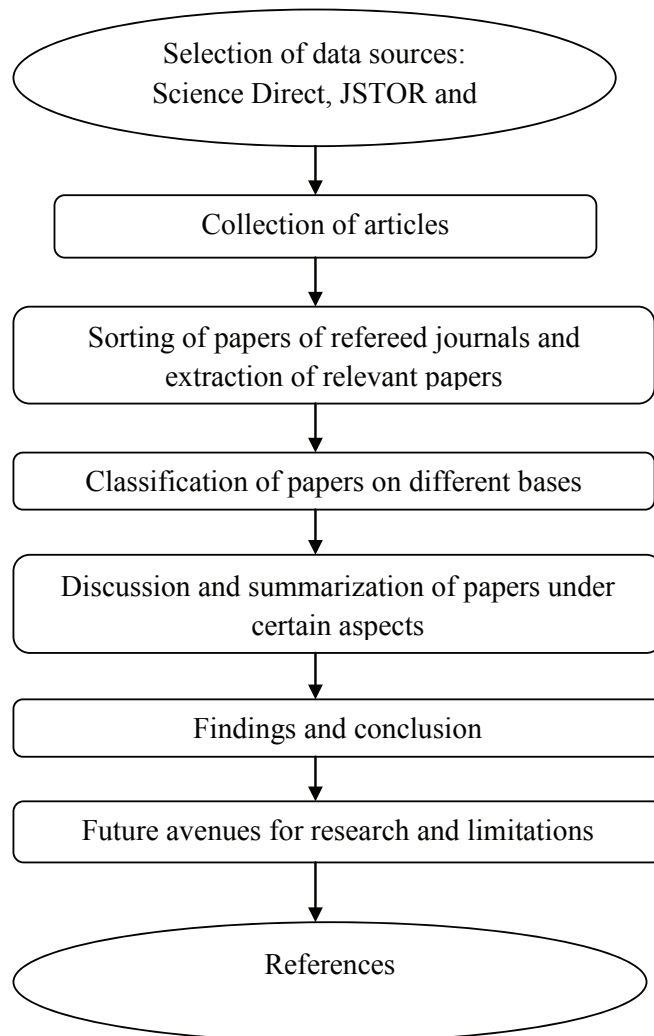 Selection of data sources:
Science Direct, JSTOR and
Collection of articles
Sorting of papers of refereed journals and
extraction of relevant papers
Classification of papers on different bases
Discussion and summarization of papers under
certain aspects
Findings and conclusion
Future avenues for research and limitations
References